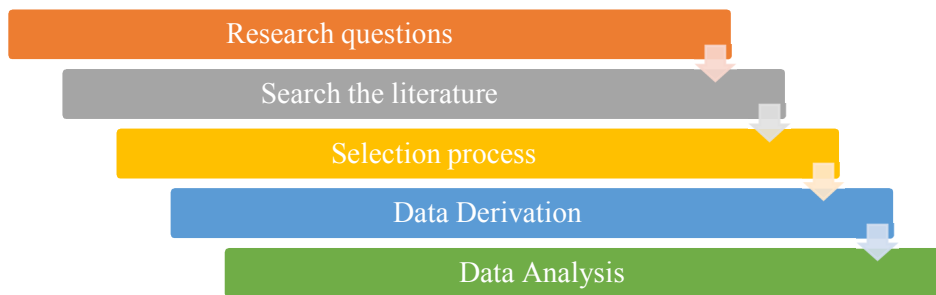 Research questions
Search the literature
Selection process
Data Derivation
Data Analysis